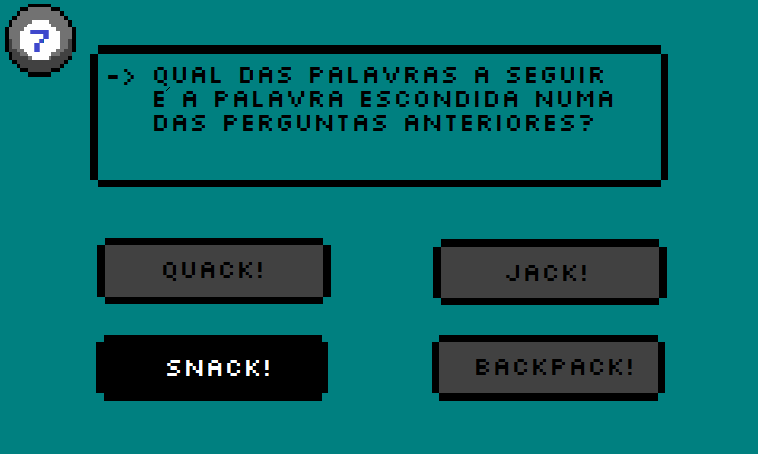 7
-> QUAL DAS PALAVRAS A SEGUIR
É A PALAVRA ESCONDIDA NUMA
DAS PERGUNTAS ANTERIORES?
QUACK!
JACK!
SNACK!
BACKPACK!